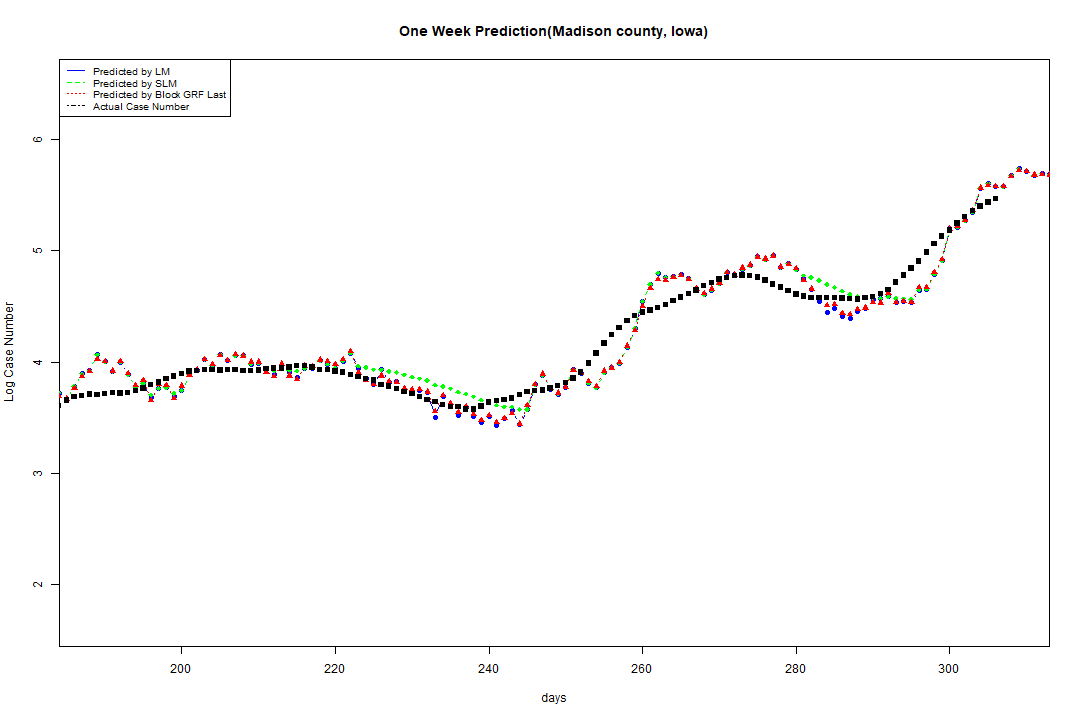 One Week Prediction(Madison county, Iowa)
Predicted by LM
Predicted by SLM
Predicted by Block GRF Last
Actual Case Number
6
5
4
3
2
Log Case Number
200 220 240 260 280 300
days